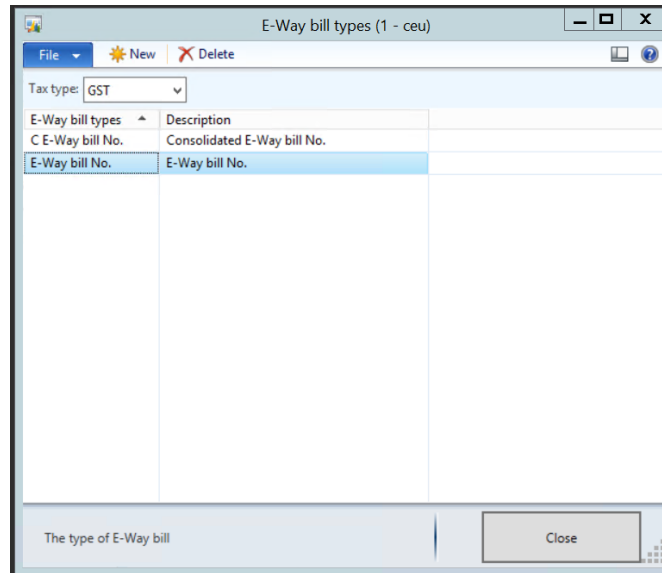 E-Way bill types (1 - ceu)
File New Delete
Tax type: GST
E-Way bill types Description
C E-Way bill No. Consolidated E-Way bill No.
E-Way bill No. E-Way bill No.
The type of E-Way bill Close